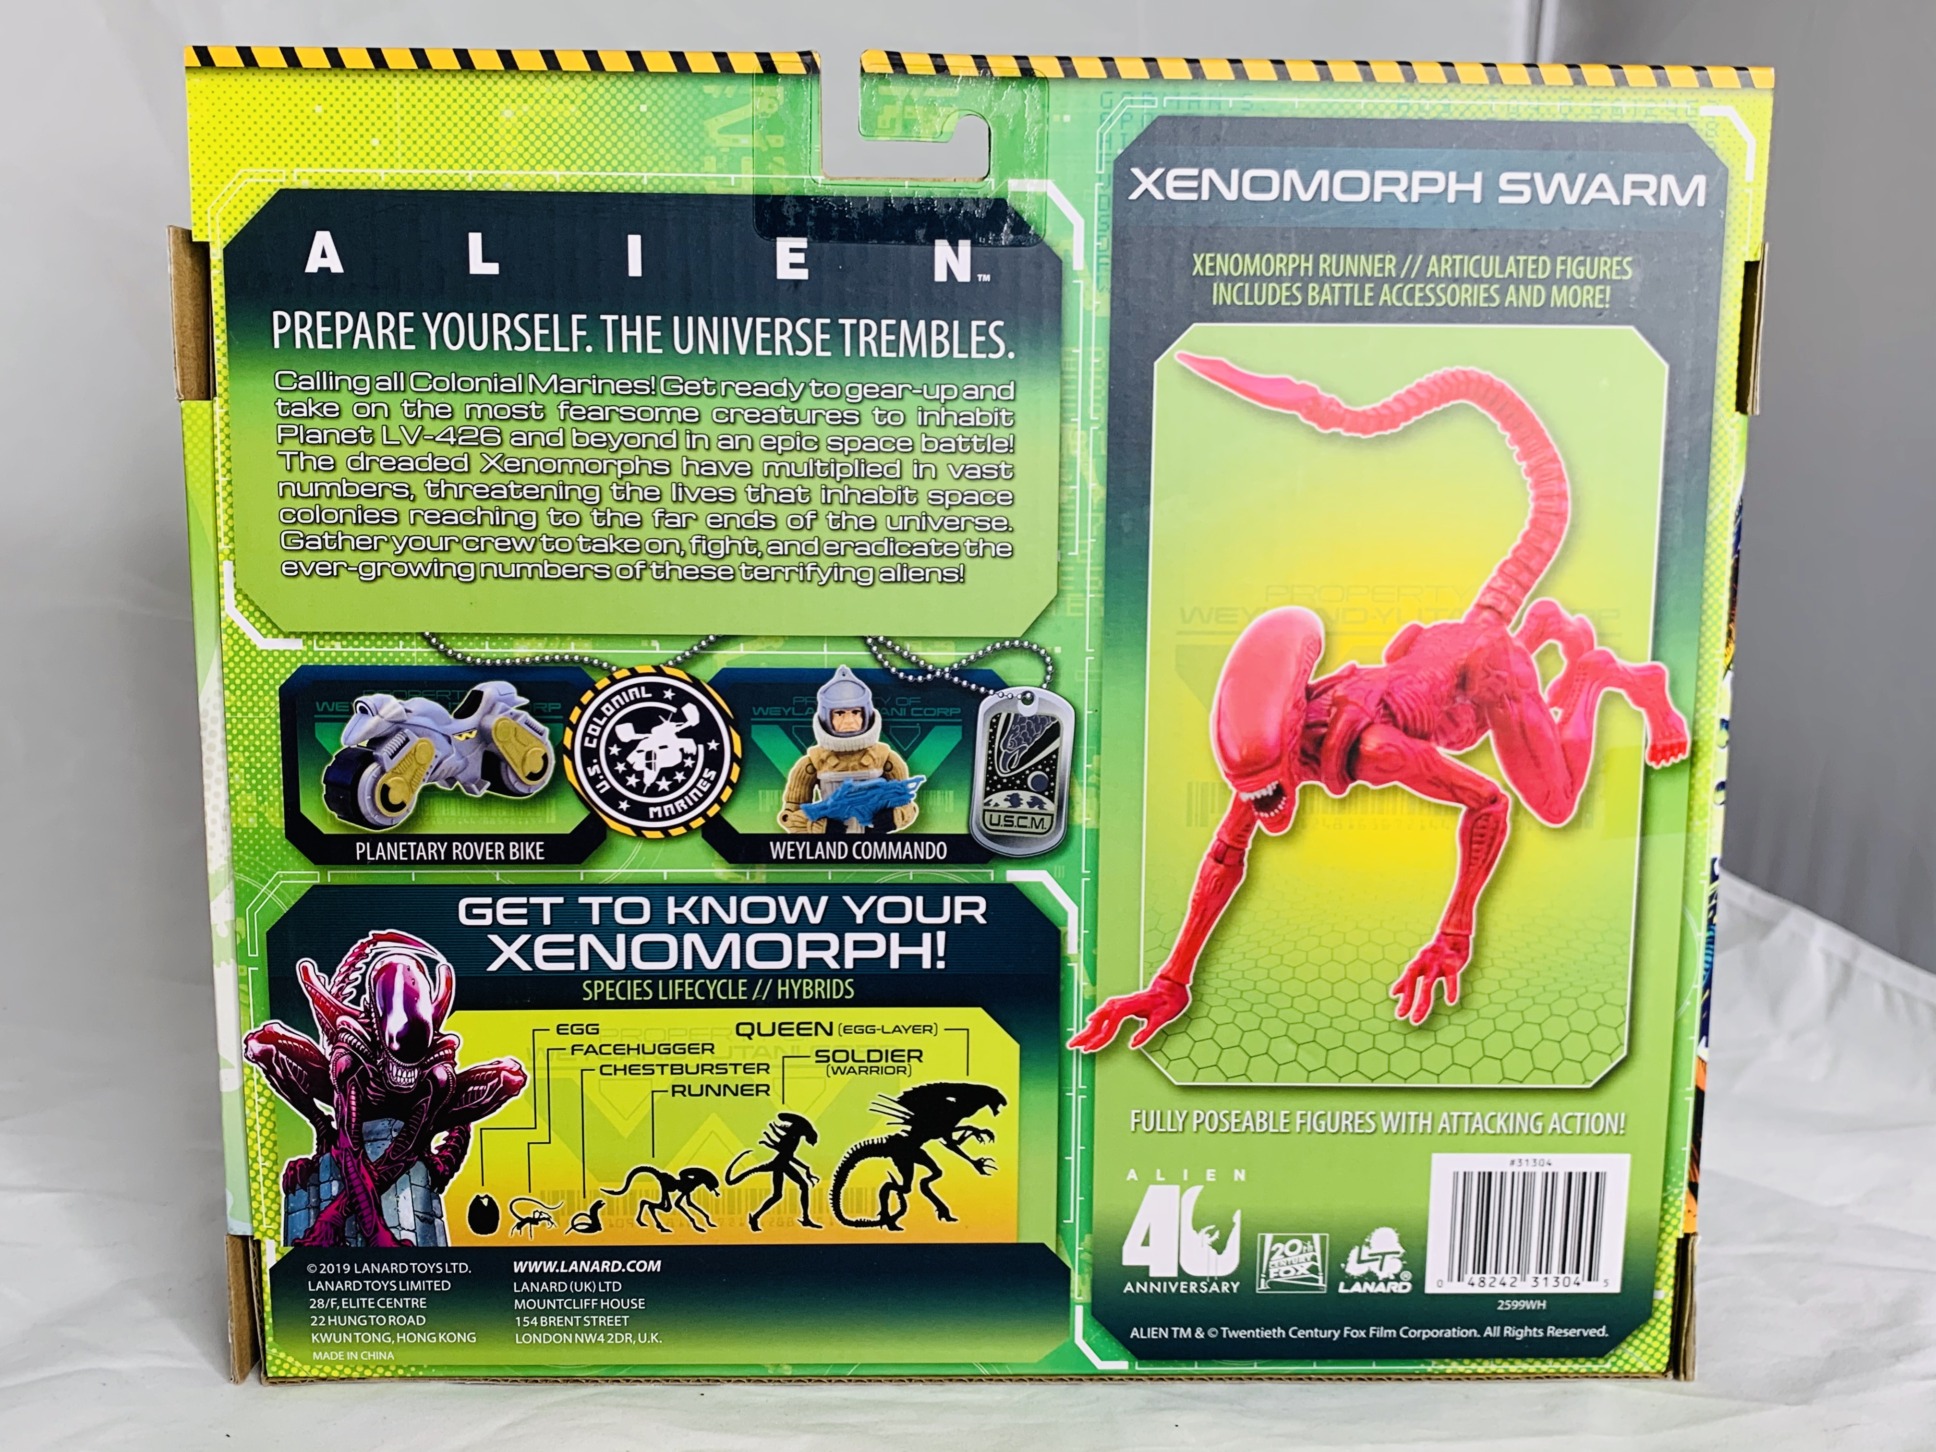 ALIEN™
PREPARE YOURSELF. THE UNIVERSE TREMBLES.
Calling all Colonial Marines! Get ready to gear-up and
take on the most fearsome creatures to inhabit
Planet LV-426 and beyond in an epic space battle!
The dreaded Xenomorphs have multiplied in vast
numbers, threatening the lives that inhabit space
colonies reaching to the far ends of the universe.
Gather your crew to take on, fight, and eradicate the
ever-growing numbers of these terrifying aliens!
PLANETARY ROVER BIKE
COLONIAL
U.S.
MARINES
PROPERTY OF
WEYLAND COMMANDO
U.S.C.M.
GET TO KNOW YOUR
XENOMORPH!
SPECIES LIFECYCLE // HYBRIDS
EGG
FACEHUGGER
CHESTBURSTER
RUNNER
QUEEN (EGG-LAYER)
SOLDIER
(WARRIOR)
© 2019 LANARD TOYS LTD.
LANARD TOYS LIMITED
28/F, ELITE CENTRE
22 HUNG TO ROAD
KWUN TONG, HONG KONG
MADE IN CHINA
WWW.LANARD.COM
LANARD (UK) LTD
MOUNTCLIFF HOUSE
154 BRENT STREET
LONDON NW4 2DR, U.K.
XENOMORPH SWARM
XENOMORPH RUNNER // ARTICULATED FIGURES
INCLUDES BATTLE ACCESSORIES AND MORE!
PROPERTY
WEYLAND-YUTANI CORP
FULLY POSEABLE FIGURES WITH ATTACKING ACTION!
ALIEN
40
ANNIVERSARY
20th
CENTURY
FOX
LT
LANARD®
#31304
0 48242 31304 5
2599WH
ALIEN TM & © Twentieth Century Fox Film Corporation. All Rights Reserved.